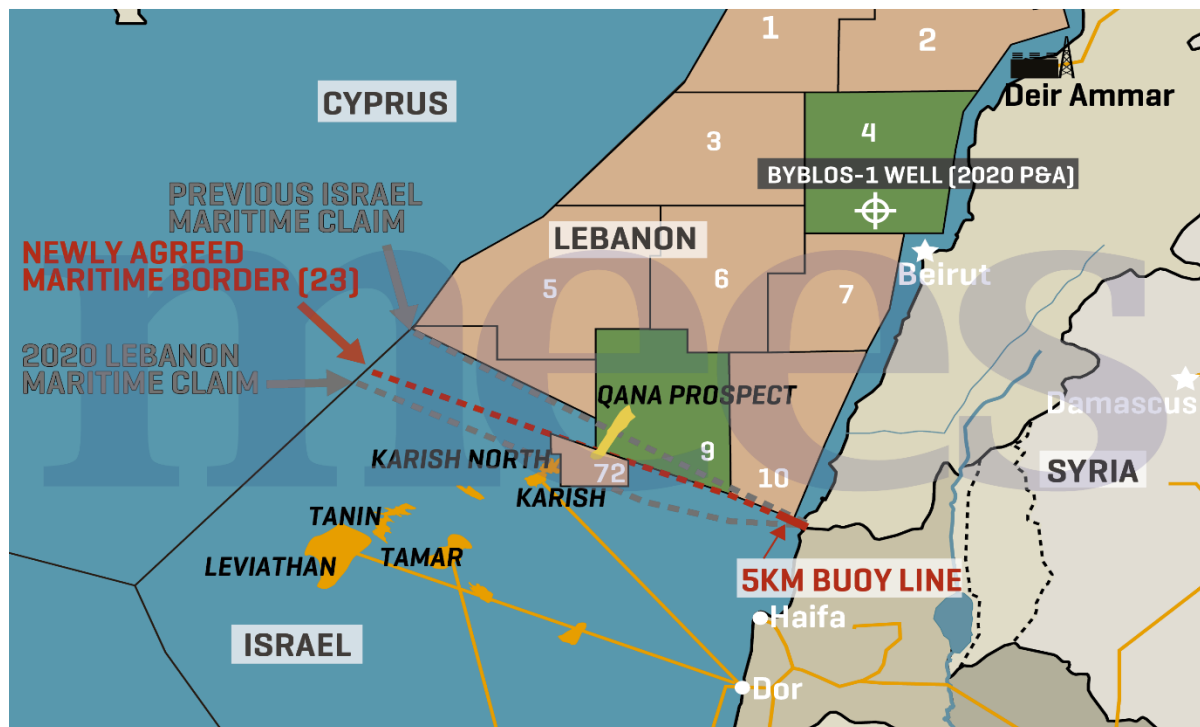 1
2
Deir Ammar
CYPRUS
3
4
BYBLOS-1 WELL (2020 P&A)
PREVIOUS ISRAEL
MARITIME CLAIM
NEWLY AGREED
MARITIME BORDER (23)
LEBANON
Beirut
5
6
7
2020 LEBANON
MARITIME CLAIM
QANA PROSPECT
Damascus
mees
9
10
72
KARISH NORTH
KARISH
SYRIA
TANIN
LEVIATHAN
TAMAR
5KM BUOY LINE
Haifa
ISRAEL
Dor